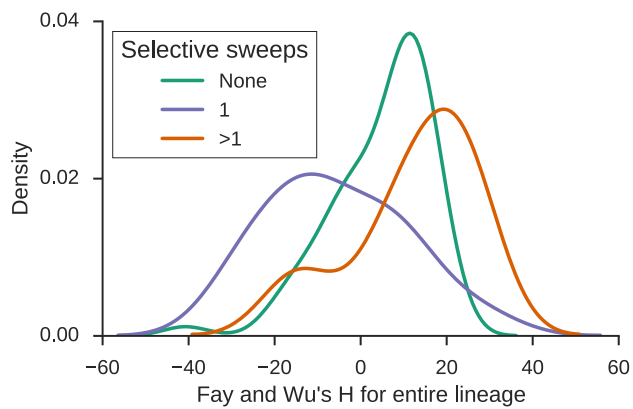 0.04
Selective sweeps
None
1
>1
0.02
Density
0.00
−60 −40 −20 0 20 40 60
Fay and Wu's H for entire lineage